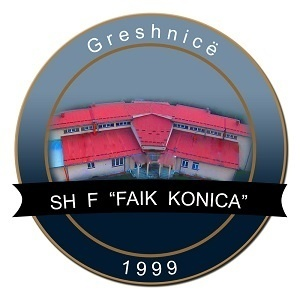 Greshnicë
SH F “FAIK KONICA”
1999